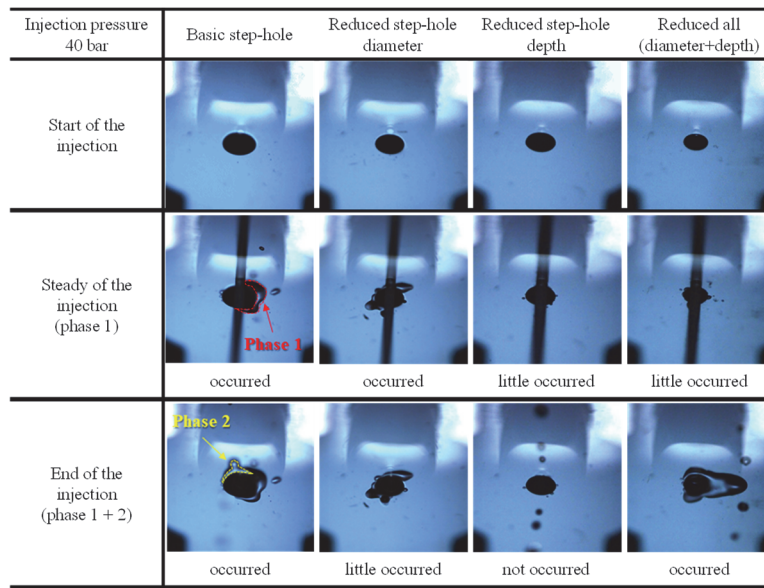 Injection pressure
40 bar
Basic step-hole
Reduced step-hole
diameter
Reduced step-hole
depth
Reduced all
(diameter+depth)
Start of the
injection
Steady of the
injection
(phase 1)
Phase 1
occurred
occurred
little occurred
little occurred
End of the
injection
(phase 1 + 2)
Phase 2
occurred
little occurred
not occurred
occurred